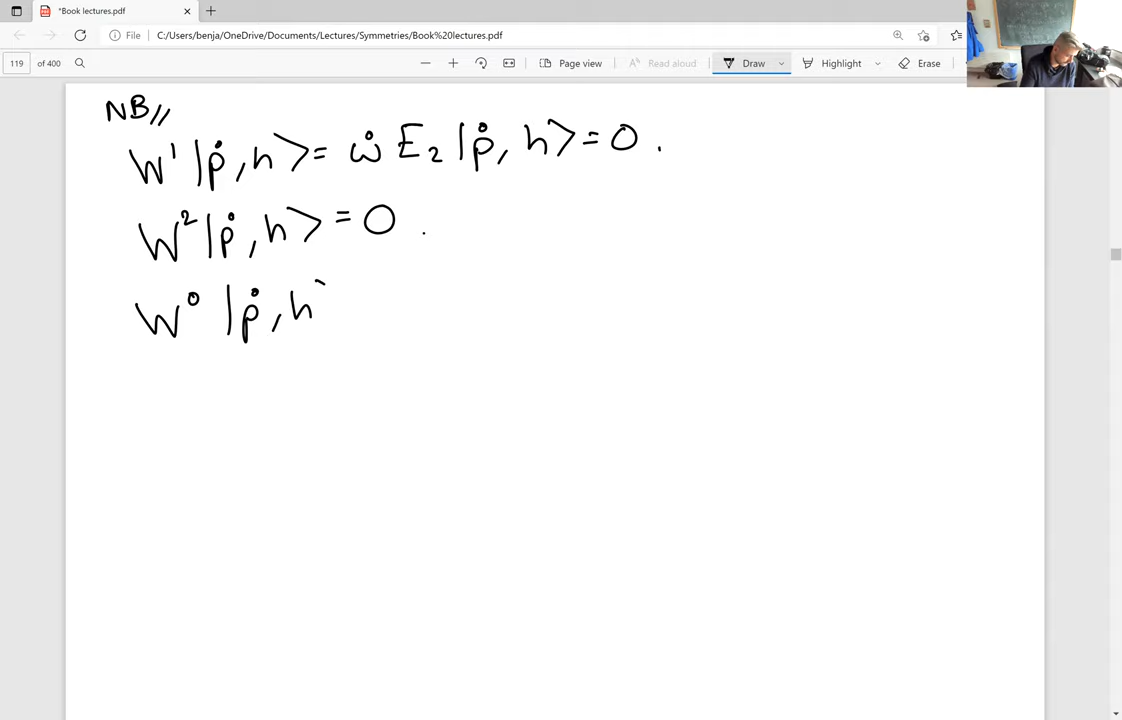 *Book lectures.pdf
File C:/Users/benja/OneDrive/Documents/Lectures/Symmetries/Book%20lectures.pdf
119 of 400 Page view Read aloud Draw Highlight Erase
NB//
W¹|p̊, h> = ω̊ E₂|p̊, h> = 0.
W²|p̊, h> = 0.
W⁰|p̊, h